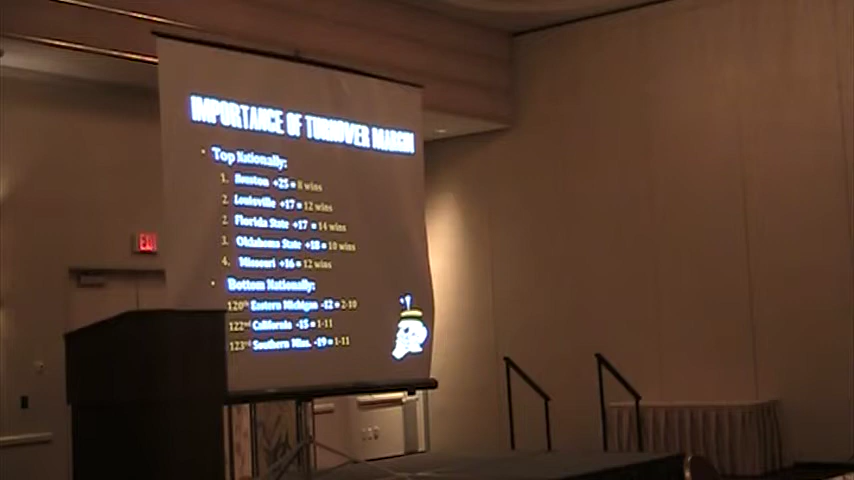 IMPORTANCE OF TURNOVER MARGIN
• Top Nationally:
1. Houston +25 = 8 wins
2. Louisville +17 = 12 wins
2. Florida State +17 = 14 wins
3. Oklahoma State +18 = 10 wins
4. Missouri +16 = 12 wins
• Bottom Nationally:
120th Eastern Michigan -12 = 2-10
122nd California -15 = 1-11
123rd Southern Miss. -19 = 1-11
EXIT